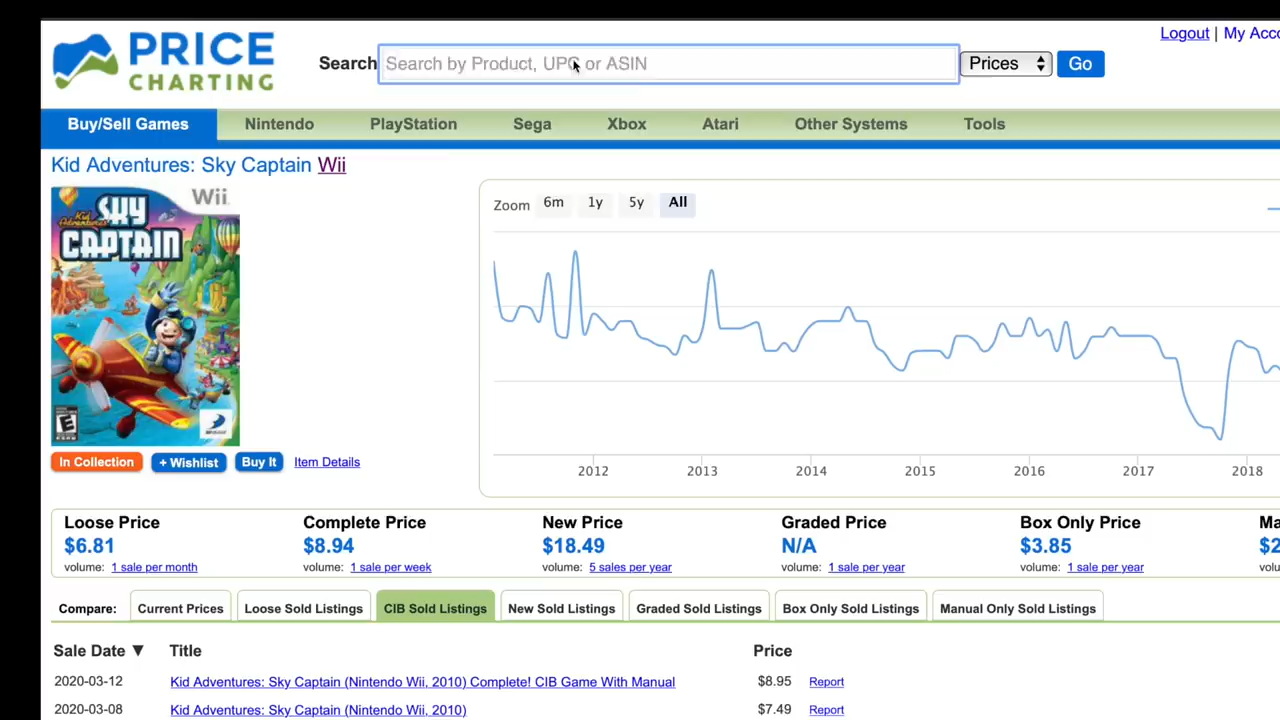 Logout | My Acco
PRICE
CHARTING
Search
Search by Product, UPC or ASIN
Prices
Go
Buy/Sell Games Nintendo PlayStation Sega Xbox Atari Other Systems Tools
Kid Adventures: Sky Captain Wii
Wii
Kid Adventures
SKY
CAPTAIN
E
Zoom 6m 1y 5y All
2012 2013 2014 2015 2016 2017 2018
In Collection + Wishlist Buy It Item Details
Loose Price Complete Price New Price Graded Price Box Only Price Ma
$6.81 $8.94 $18.49 N/A $3.85 $2
volume: 1 sale per month volume: 1 sale per week volume: 5 sales per year volume: 1 sale per year volume: 1 sale per year volu
Compare: Current Prices Loose Sold Listings CIB Sold Listings New Sold Listings Graded Sold Listings Box Only Sold Listings Manual Only Sold Listings
Sale Date ▼ Title Price
2020-03-12 Kid Adventures: Sky Captain (Nintendo Wii, 2010) Complete! CIB Game With Manual $8.95 Report
2020-03-08 Kid Adventures: Sky Captain (Nintendo Wii, 2010) $7.49 Report